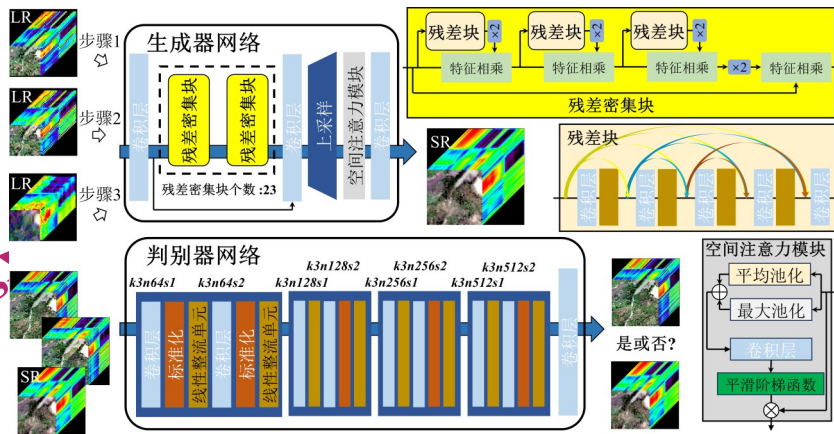 LR
步骤1
LR
步骤2
LR
步骤3
生成器网络
卷积层
残差密集块
残差密集块
残差密集块个数 :23
卷积层
上采样
空间注意力模块
卷积层
SR
残差块
×2
残差块
×2
残差块
×2
特征相乘
特征相乘
特征相乘
×2
特征相乘
残差密集块
残差块
卷积层
卷积层
卷积层
卷积层
卷积层
SR
判别器网络
k3n64s1
k3n64s2
k3n128s1
k3n128s2
k3n256s1
k3n256s2
k3n512s1
k3n512s2
卷积层
标准化
线性整流单元
卷积层
标准化
线性整流单元
卷积层
是或否?
空间注意力模块
平均池化
最大池化
卷积层
平滑阶梯函数